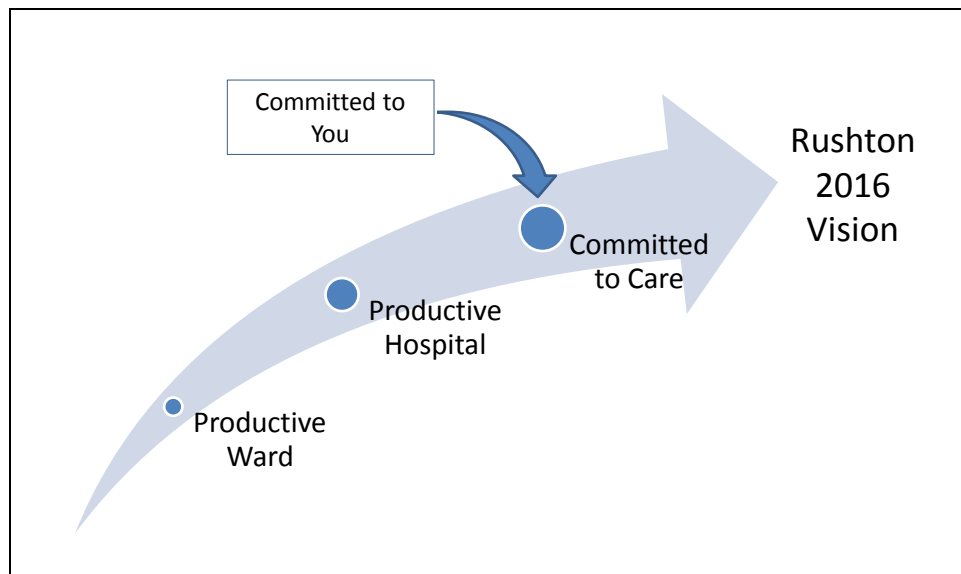 Committed to
You
Rushton
2016
Vision
Committed
to Care
Productive
Hospital
Productive
Ward